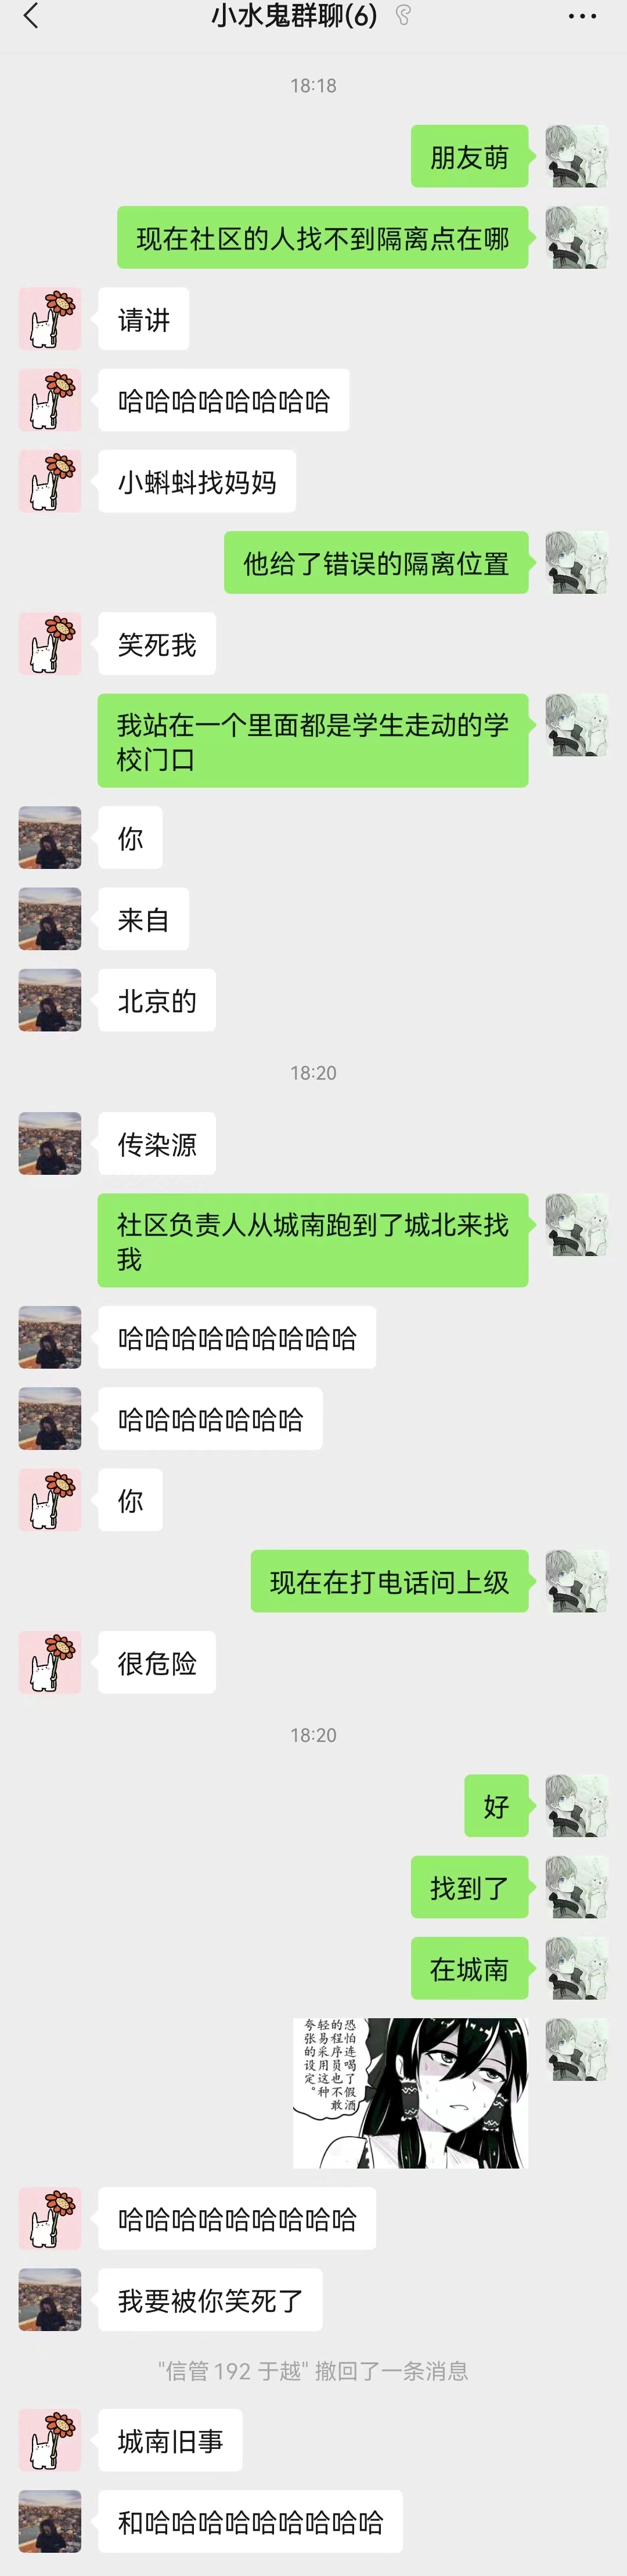 小水鬼群聊(6)
18:18
朋友萌
现在社区的人找不到隔离点在哪
请讲
哈哈哈哈哈哈哈哈
小蝌蚪找妈妈
他给了错误的隔离位置
笑死我
我站在一个里面都是学生走动的学
校门口
你
来自
北京的
18:20
传染源
社区负责人从城南跑到了城北来找
我
哈哈哈哈哈哈哈哈哈
哈哈哈哈哈哈哈
你
现在在打电话问上级
很危险
18:20
好
找到了
在城南
恐怕连喝了假酒
的程序员也不敢
轻易采用这种
夸张的设定。
哈哈哈哈哈哈哈哈哈
我要被你笑死了
"信管 192 于越" 撤回了一条消息
城南旧事
和哈哈哈哈哈哈哈哈哈